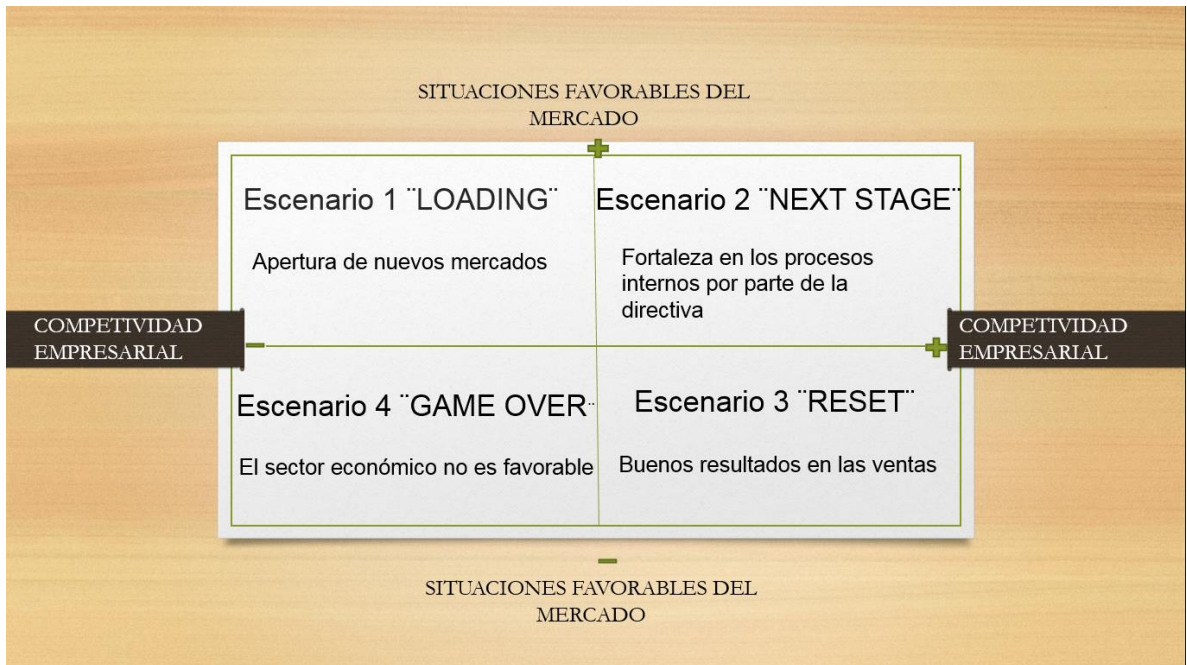 SITUACIONES FAVORABLES DEL
MERCADO
Escenario 1 ¨LOADING¨
Apertura de nuevos mercados
Escenario 2 ¨NEXT STAGE¨
Fortaleza en los procesos
internos por parte de la
directiva
COMPETIVIDAD
EMPRESARIAL
COMPETIVIDAD
EMPRESARIAL
Escenario 4 ¨GAME OVER¨
El sector económico no es favorable
Escenario 3 ¨RESET¨
Buenos resultados en las ventas
SITUACIONES FAVORABLES DEL
MERCADO